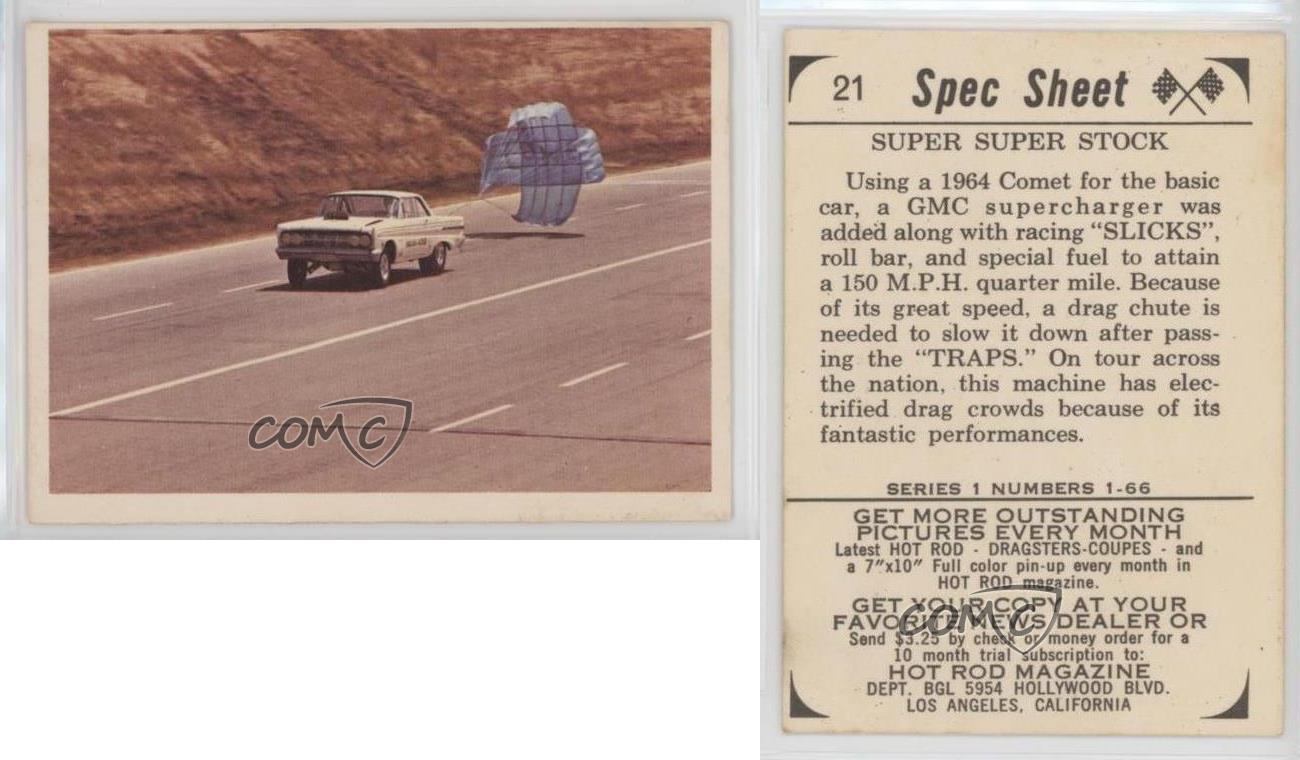 COMC
21 Spec Sheet
SUPER SUPER STOCK
Using a 1964 Comet for the basic
car, a GMC supercharger was
added along with racing “SLICKS”,
roll bar, and special fuel to attain
a 150 M.P.H. quarter mile. Because
of its great speed, a drag chute is
needed to slow it down after pass-
ing the “TRAPS.” On tour across
the nation, this machine has elec-
trified drag crowds because of its
fantastic performances.
SERIES 1 NUMBERS 1-66
GET MORE OUTSTANDING
PICTURES EVERY MONTH
Latest HOT ROD - DRAGSTERS-COUPES - and
a 7”x10” Full color pin-up every month in
HOT ROD magazine.
GET YOUR COPY AT YOUR
FAVORITE NEWS DEALER OR
Send $3.25 by check or money order for a
10 month trial subscription to:
HOT ROD MAGAZINE
DEPT. BGL 5954 HOLLYWOOD BLVD.
LOS ANGELES, CALIFORNIA
COMC